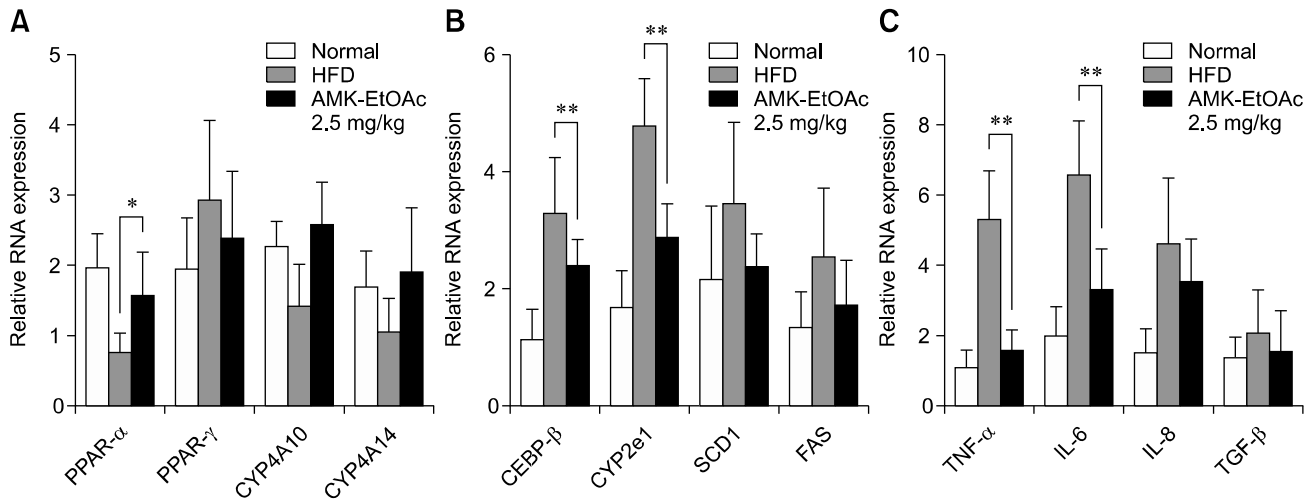 A
Relative RNA expression
5
4
3
2
1
0
Normal
HFD
AMK-EtOAc
2.5 mg/kg
*
PPAR-α
PPAR-γ
CYP4A10
CYP4A14
B
Relative RNA expression
6
4
2
0
Normal
HFD
AMK-EtOAc
2.5 mg/kg
**
**
CEBP-β
CYP2e1
SCD1
FAS
C
Relative RNA expression
10
8
6
4
2
0
Normal
HFD
AMK-EtOAc
2.5 mg/kg
**
**
TNF-α
IL-6
IL-8
TGF-β